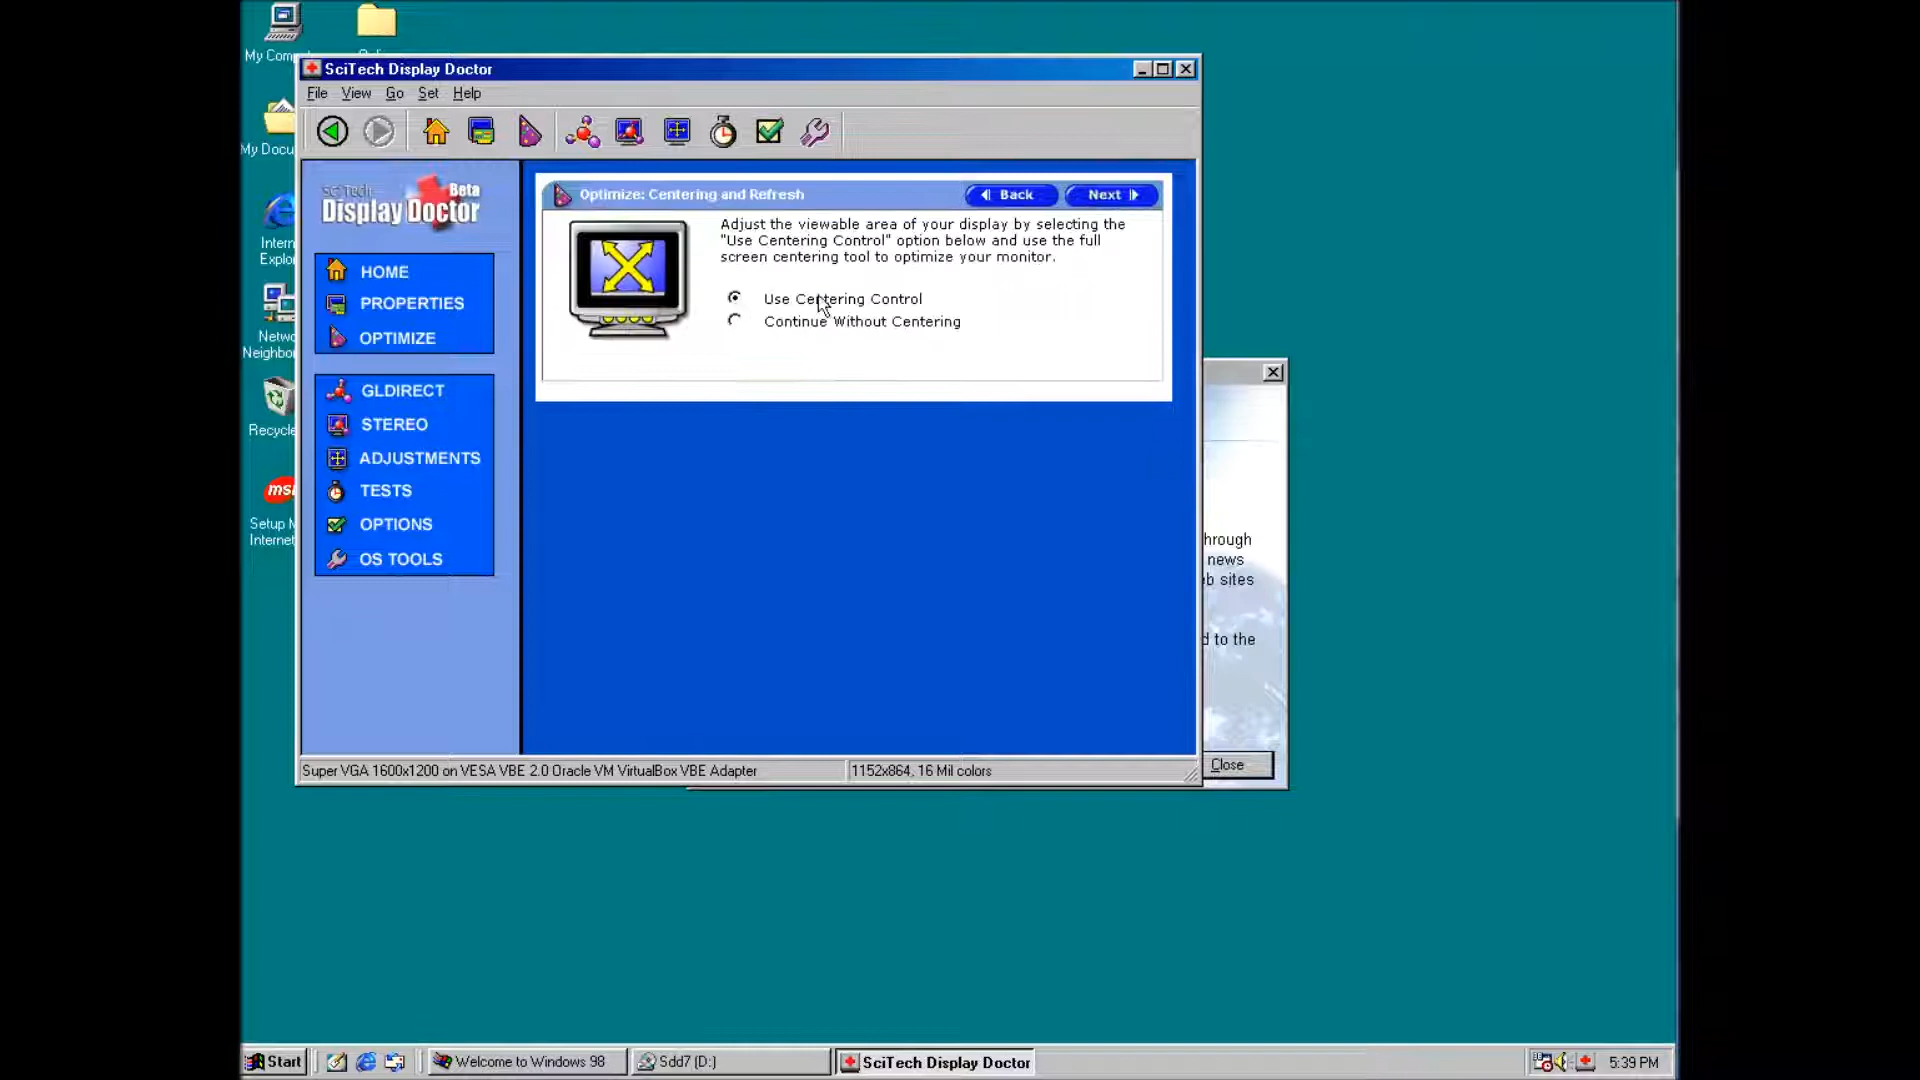 My Com
SciTech Display Doctor
File View Go Set Help
My Docu
SciTech
Beta
Display Doctor
Optimize: Centering and Refresh
Back
Next
Adjust the viewable area of your display by selecting the
"Use Centering Control" option below and use the full
screen centering tool to optimize your monitor.
Use Centering Control
Continue Without Centering
HOME
PROPERTIES
OPTIMIZE
GLDIRECT
STEREO
ADJUSTMENTS
TESTS
OPTIONS
OS TOOLS
Intern
Explo
Netwo
Neighbo
Recycle
msn
Setup M
Internet
hrough
news
b sites
d to the
Close
Super VGA 1600x1200 on VESA VBE 2.0 Oracle VM VirtualBox VBE Adapter
1152x864, 16 Mil colors
Start
Welcome to Windows 98
Sdd7 (D:)
SciTech Display Doctor
5:39 PM